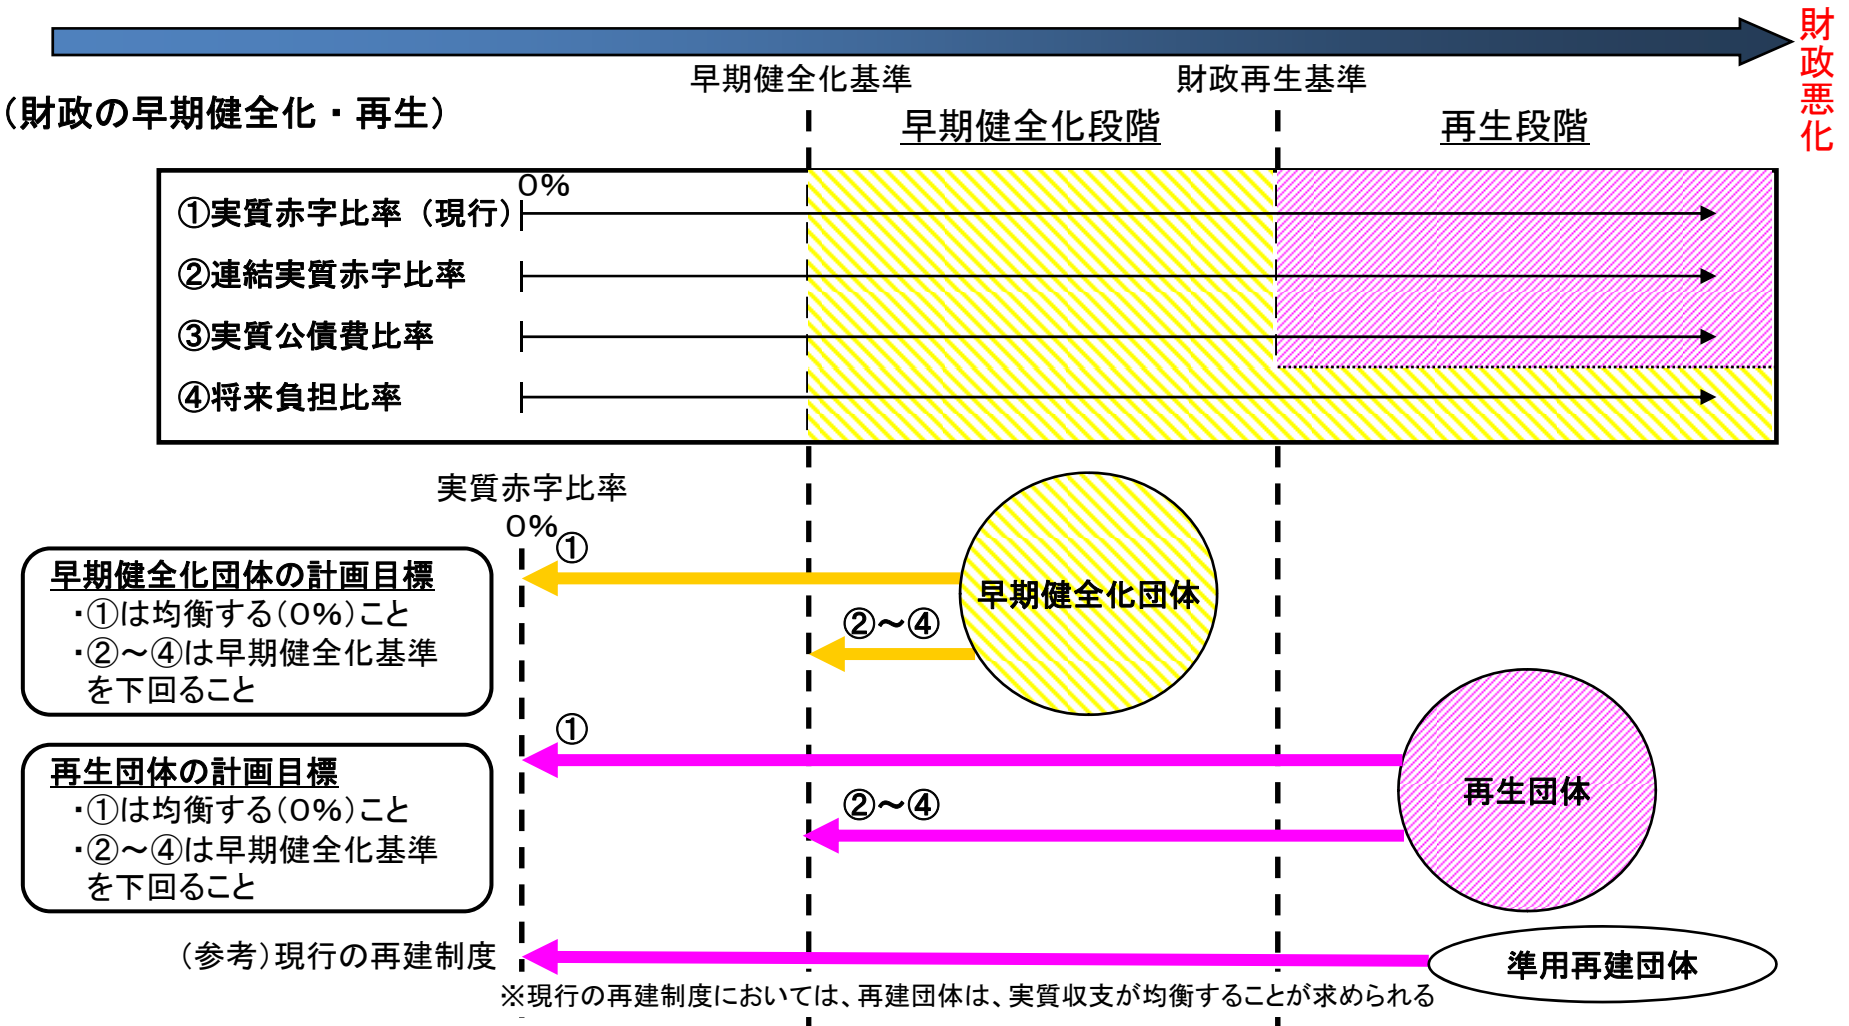 財政悪化
早期健全化基準
財政再生基準
（財政の早期健全化・再生）
早期健全化段階
再生段階
0%
①実質赤字比率（現行）
②連結実質赤字比率
③実質公債費比率
④将来負担比率
実質赤字比率
0%
①
早期健全化団体の計画目標
・①は均衡する(0%)こと
・②～④は早期健全化基準
を下回ること
②～④
早期健全化団体
①
再生団体の計画目標
・①は均衡する(0%)こと
・②～④は早期健全化基準
を下回ること
②～④
再生団体
（参考）現行の再建制度
準用再建団体
※現行の再建制度においては、再建団体は、実質収支が均衡することが求められる